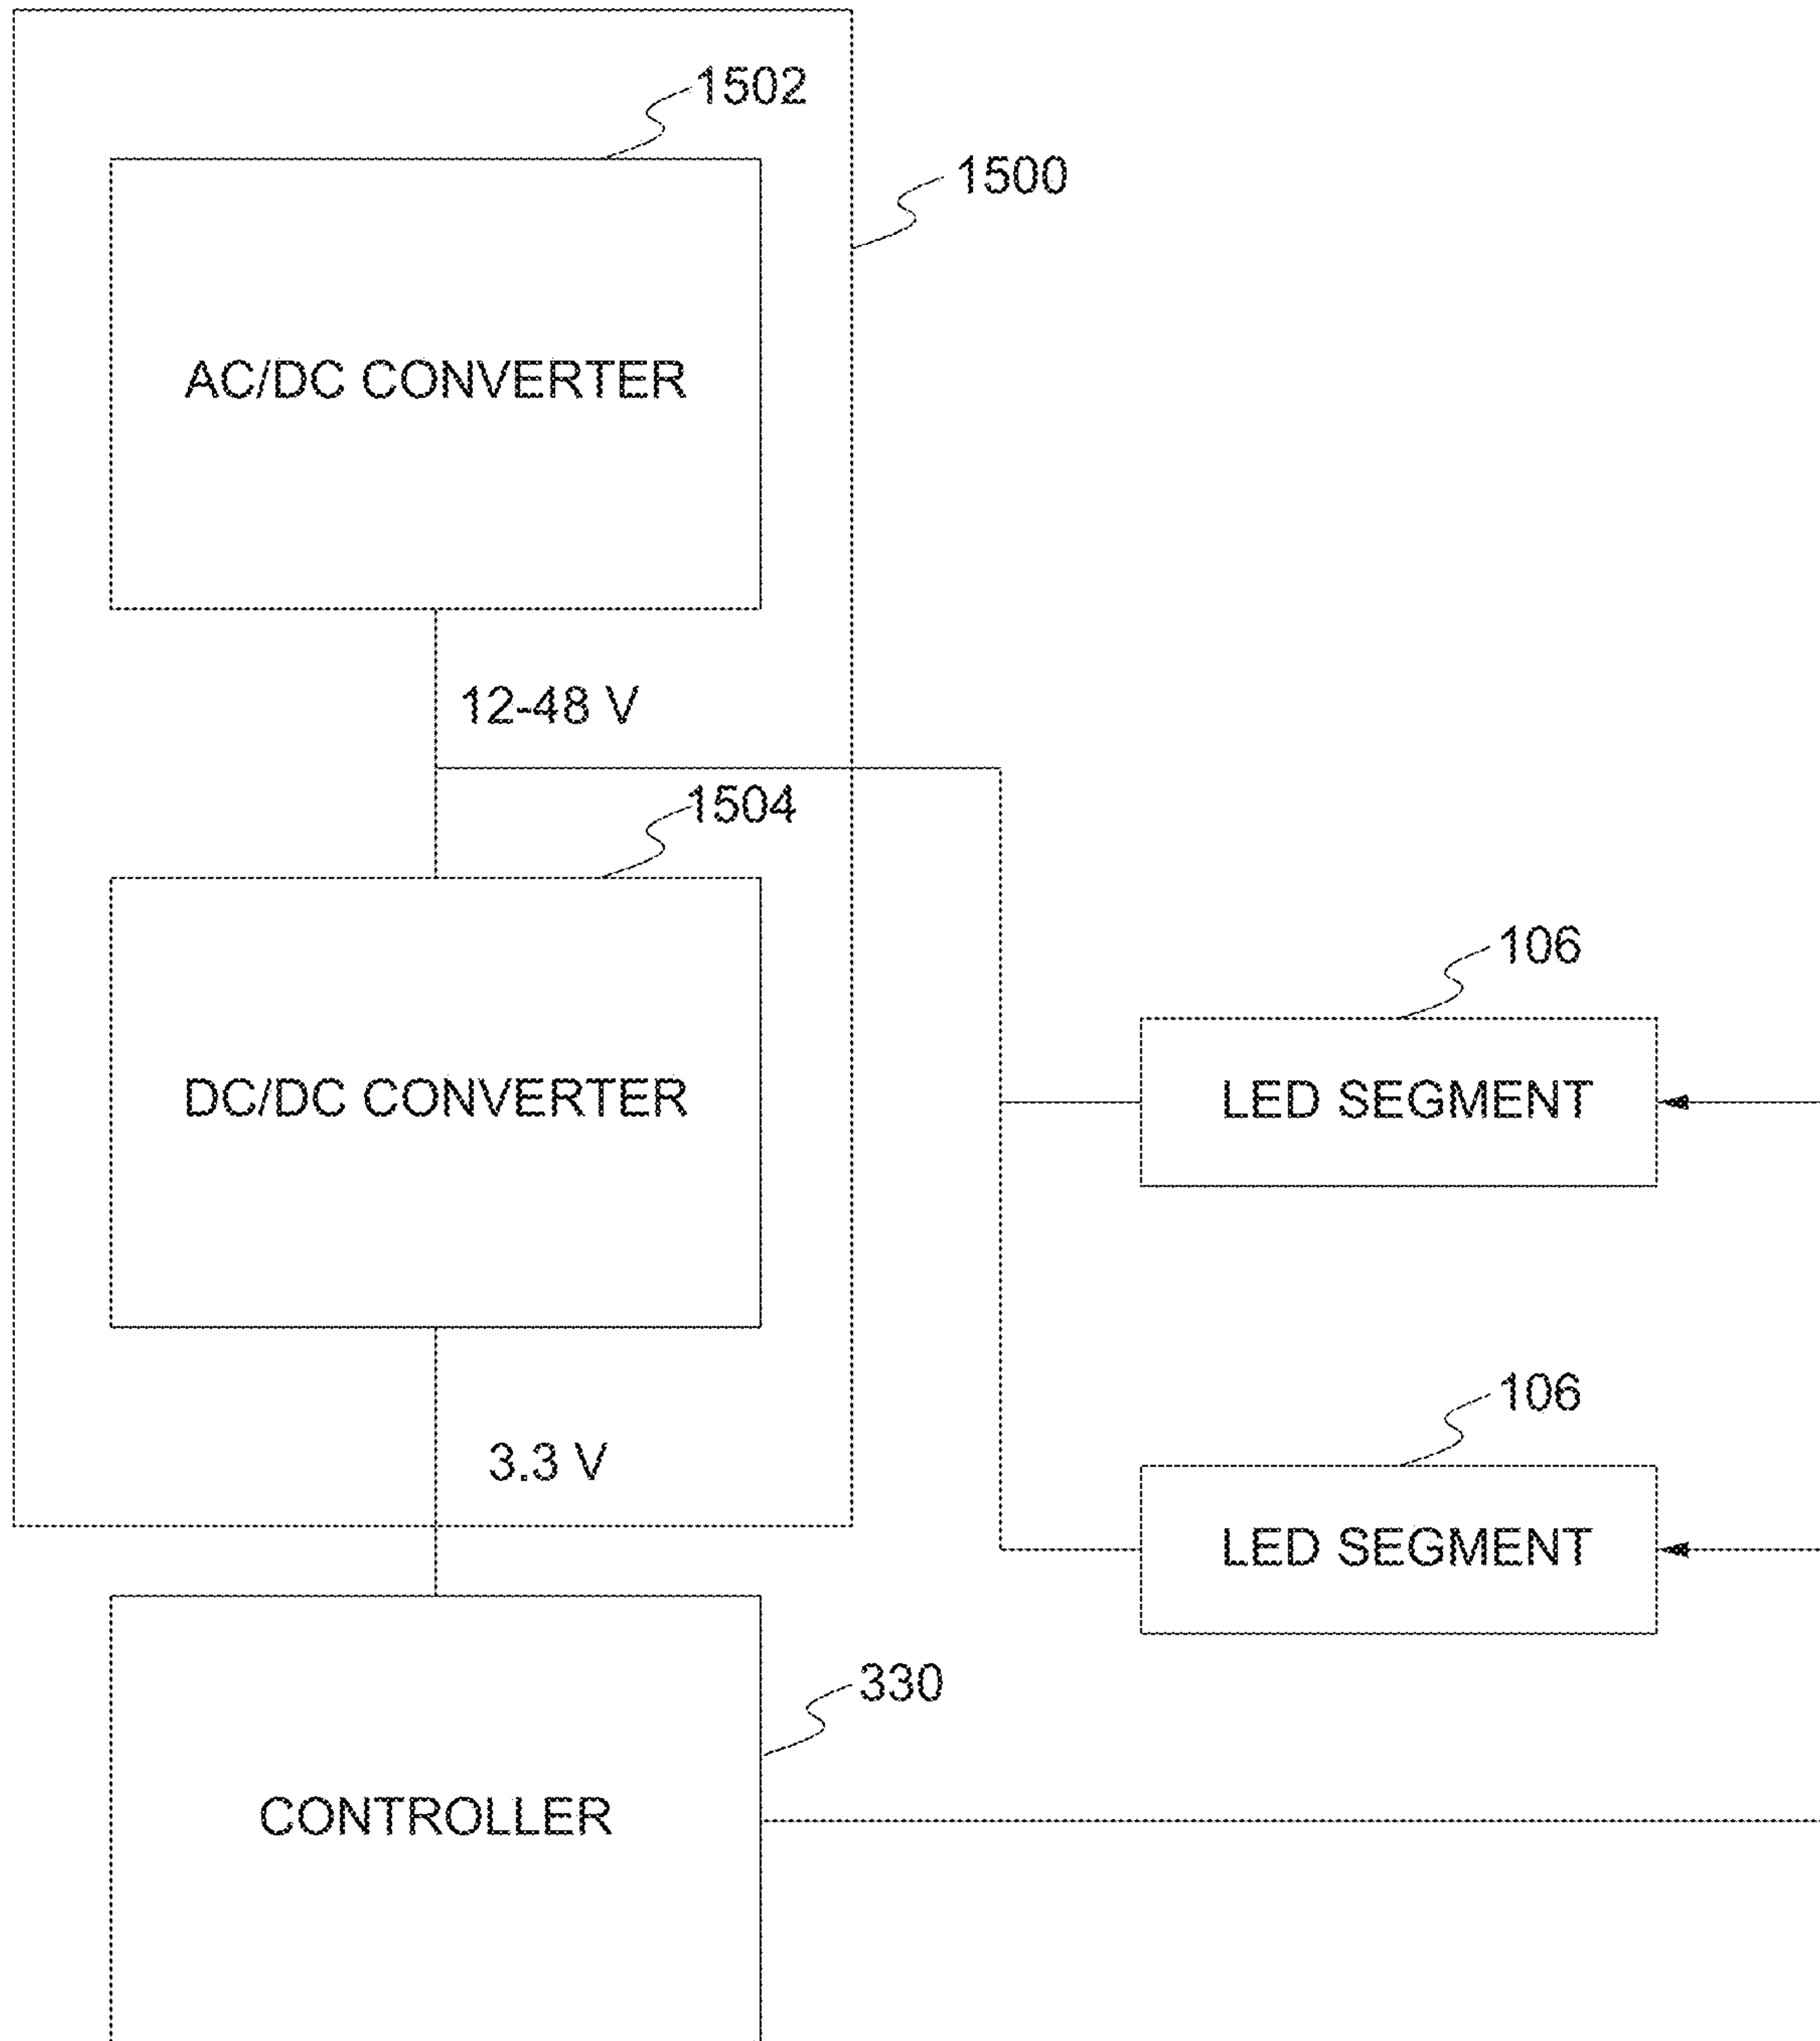 1502
1500
AC/DC CONVERTER
12-48 V
1504
106
DC/DC CONVERTER
LED SEGMENT
106
3.3 V
LED SEGMENT
330
CONTROLLER